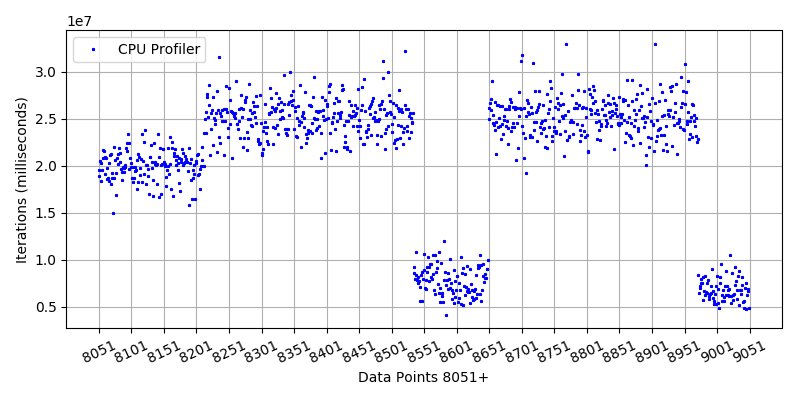 1e7
CPU Profiler
3.0
2.5
2.0
1.5
1.0
0.5
Iterations (milliseconds)
8051 8101 8151 8201 8251 8301 8351 8401 8451 8501 8551 8601 8651 8701 8751 8801 8851 8901 8951 9001 9051
Data Points 8051+